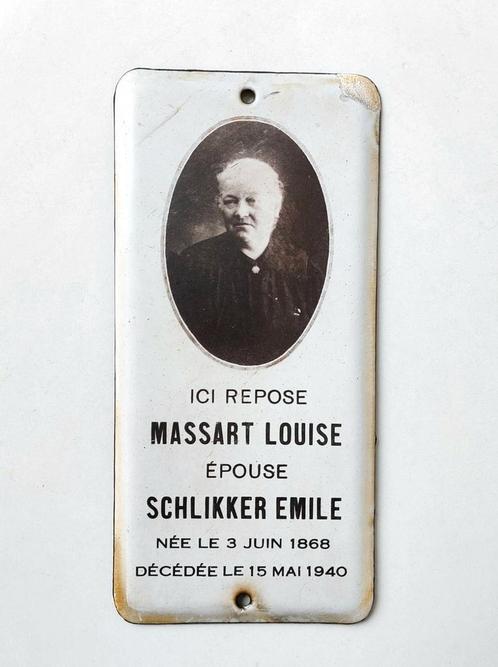 ICI REPOSE
MASSART LOUISE
ÉPOUSE
SCHLIKKER EMILE
NÉE LE 3 JUIN 1868
DÉCÉDÉE LE 15 MAI 1940